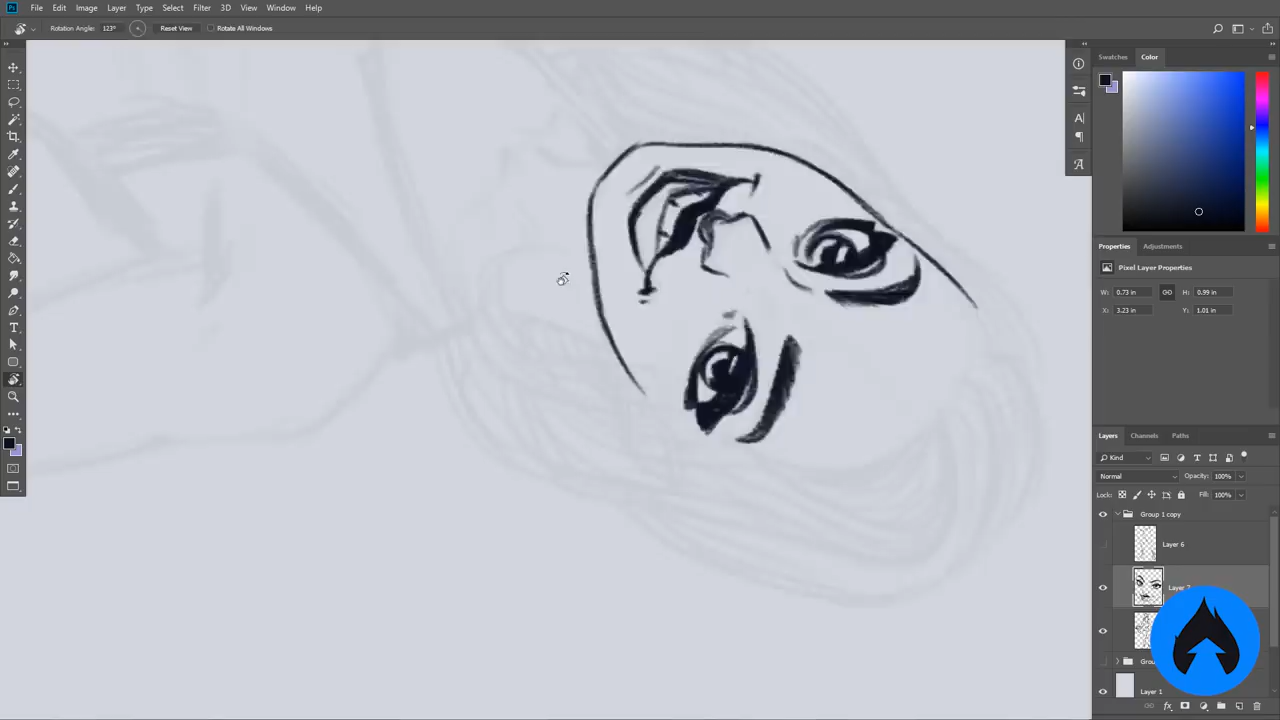 File Edit Image Layer Type Select Filter 3D View Window Help
Rotation Angle: 123° Reset View Rotate All Windows
Swatches Color
Properties Adjustments
Pixel Layer Properties
W: 0.73 in H: 0.99 in
X: 3.23 in Y: 1.01 in
Layers Channels Paths
Kind
Normal Opacity: 100%
Lock: Fill: 100%
Group 1 copy
Layer 6
Layer 1